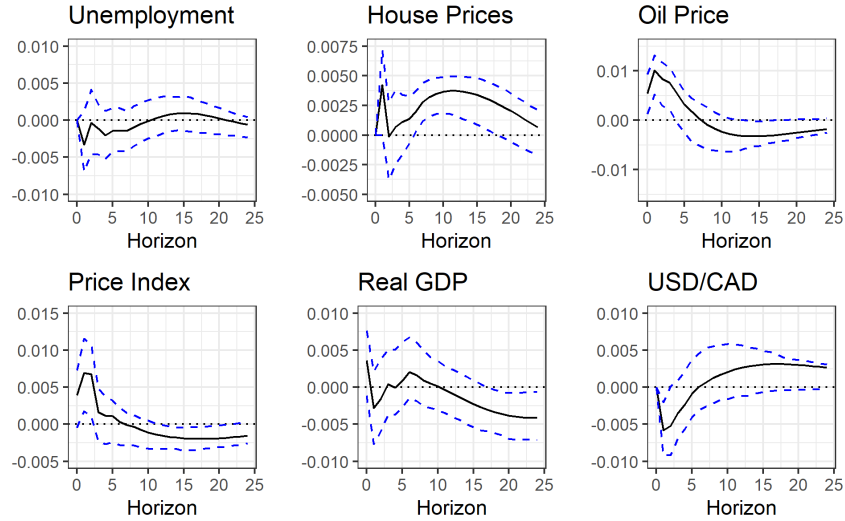 Unemployment House Prices Oil Price
0.010 0.0075
0.005 0.0050 0.01
0.000 0.0025 0.00
-0.005 0.0000
-0.010 -0.0025 -0.01
-0.0050
0 5 10 15 20 25 0 5 10 15 20 25 0 5 10 15 20 25
Horizon Horizon Horizon
Price Index Real GDP USD/CAD
0.015 0.010 0.010
0.010 0.005 0.005
0.005 0.000 0.000
0.000 -0.005 -0.005
-0.005 -0.010 -0.010
0 5 10 15 20 25 0 5 10 15 20 25 0 5 10 15 20 25
Horizon Horizon Horizon